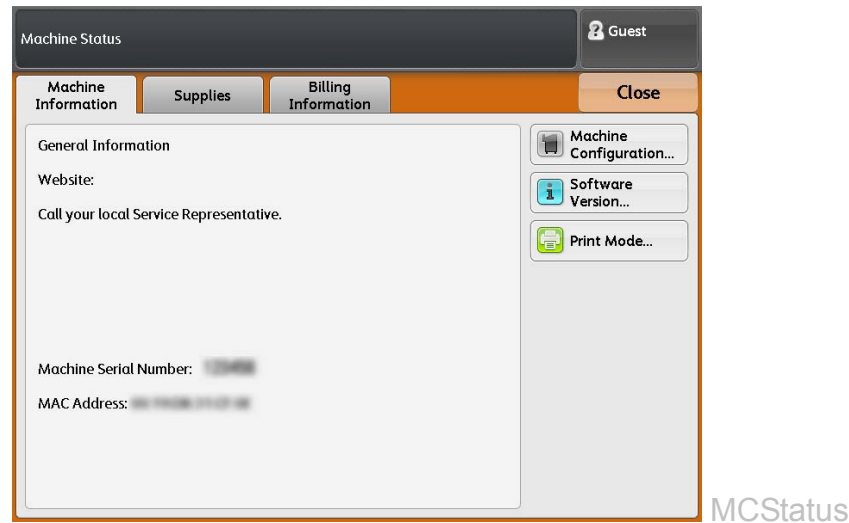 Machine Status
Guest
Machine
Information
Supplies
Billing
Information
Close
General Information
Website:
Call your local Service Representative.
Machine Serial Number:
MAC Address:
Machine
Configuration...
Software
Version...
Print Mode...
MCStatus